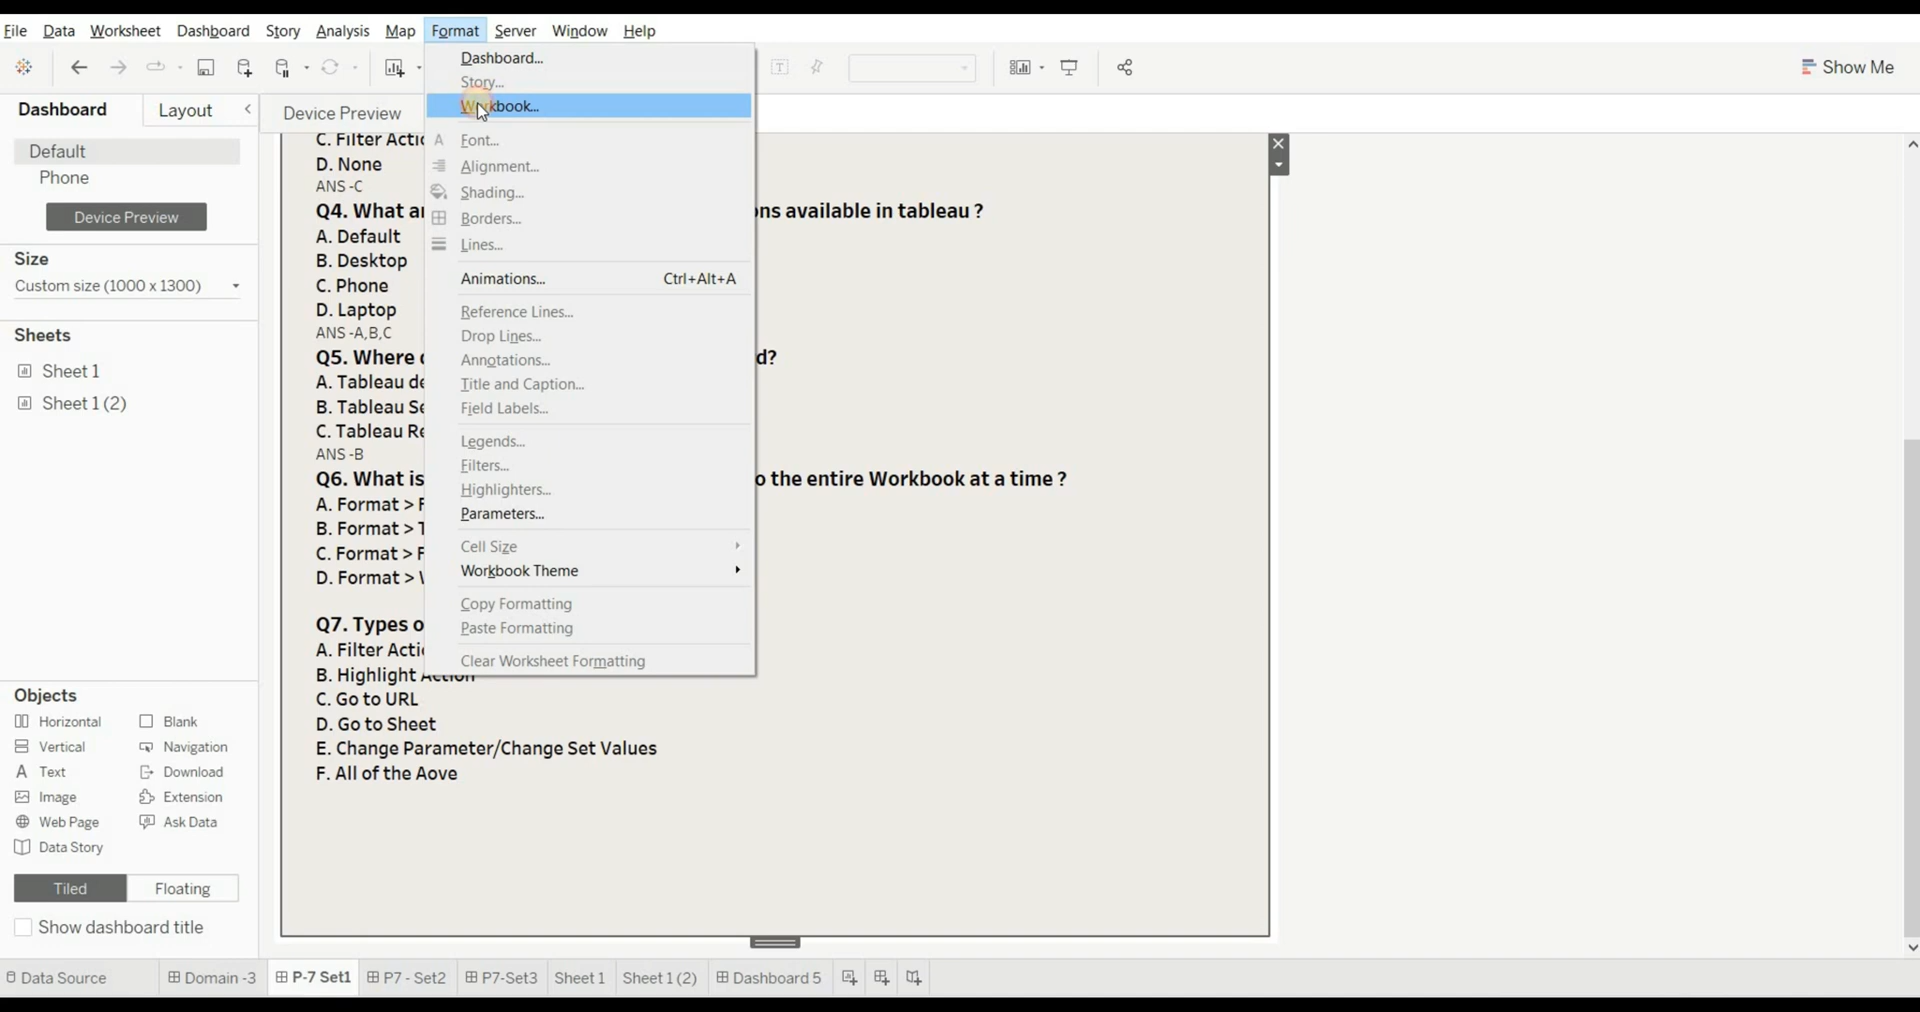 File Data Worksheet Dashboard Story Analysis Map Format Server Window Help
Show Me
Dashboard Layout
Device Preview
Default
Phone
Device Preview
Size
Custom size (1000 x 1300)
Sheets
Sheet 1
Sheet 1 (2)
Objects
Horizontal Blank
Vertical Navigation
Text Download
Image Extension
Web Page Ask Data
Data Story
Tiled Floating
Show dashboard title
Dashboard...
Story...
Workbook...
Font...
Alignment...
Shading...
Borders...
Lines...
Animations... Ctrl+Alt+A
Reference Lines...
Drop Lines...
Annotations...
Title and Caption...
Field Labels...
Legends...
Filters...
Highlighters...
Parameters...
Cell Size
Workbook Theme
Copy Formatting
Paste Formatting
Clear Worksheet Formatting
C. Filter
D. None
ANS -C
Q4. What available in tableau ?
A. Default
B. Desktop
C. Phone
D. Laptop
ANS -A,B,C
Q5. Where
A. Tableau
B. Tableau
C. Tableau
ANS -B
Q6. What is the entire Workbook at a time ?
A. Format >
B. Format >
C. Format >
D. Format >
Q7. Types
A. Filter
B. Highlight Action
C. Go to URL
D. Go to Sheet
E. Change Parameter/Change Set Values
F. All of the Aove
Data Source Domain -3 P-7 Set1 P7 - Set2 P7-Set3 Sheet 1 Sheet 1 (2) Dashboard 5